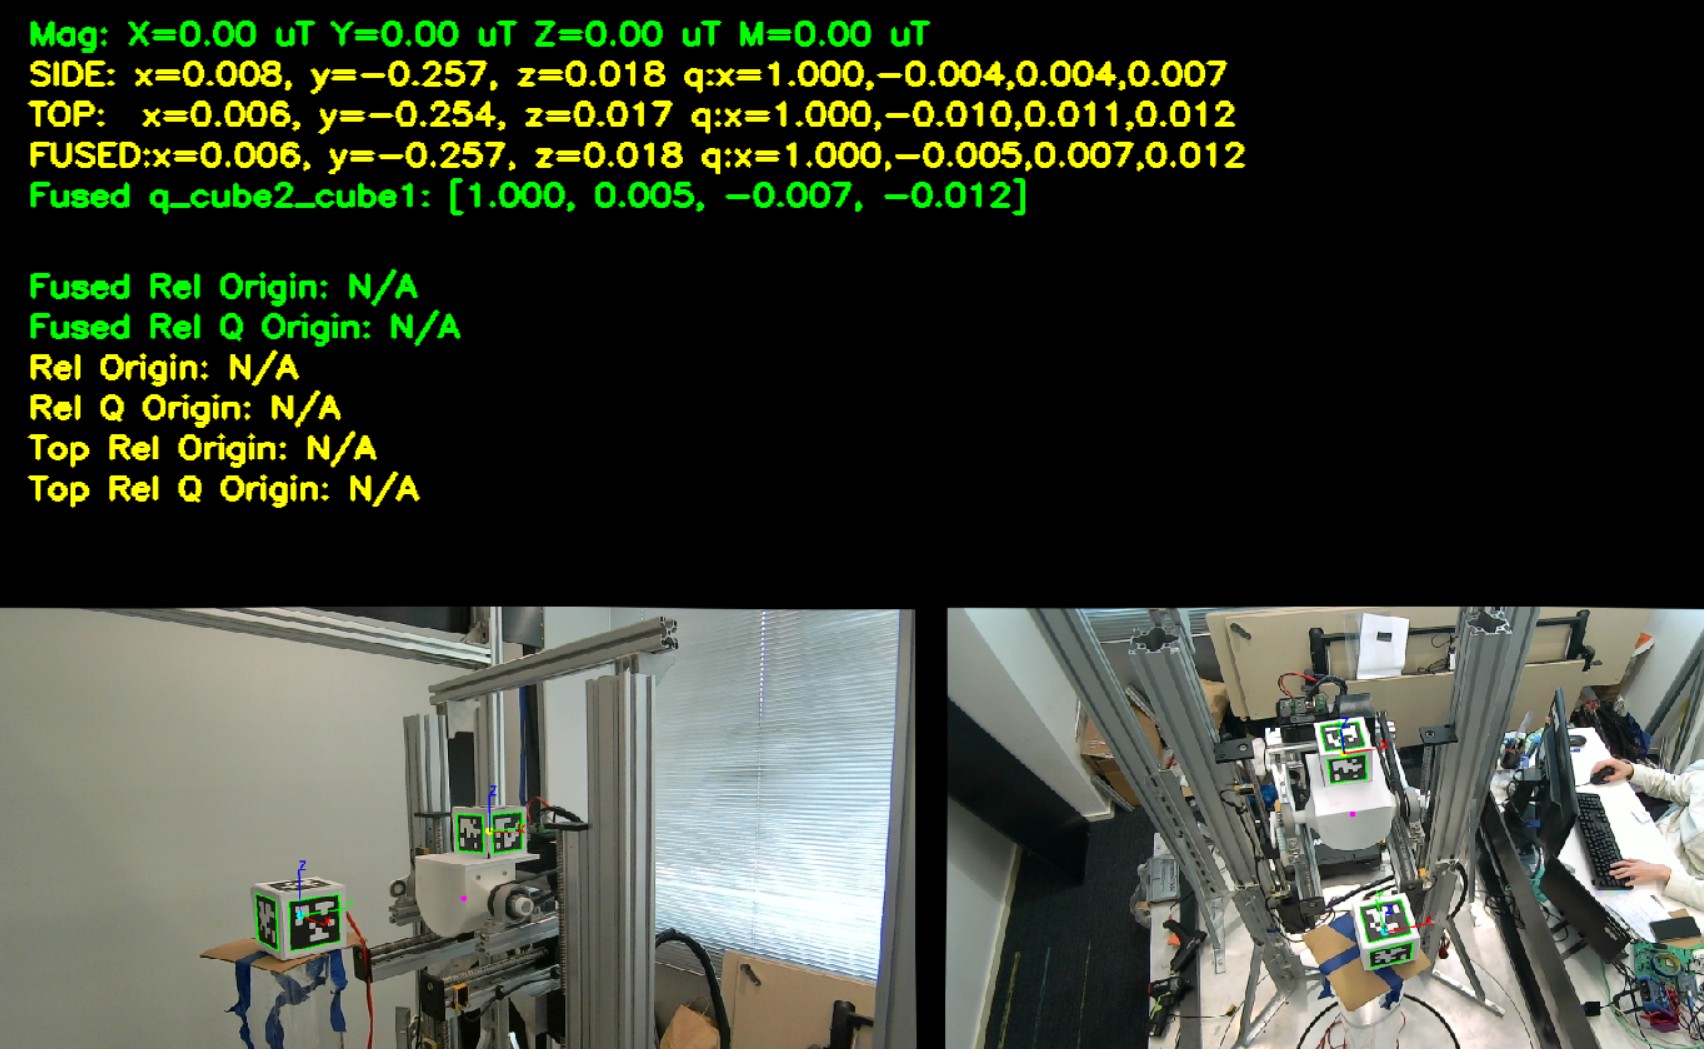 Mag: X=0.00 uT Y=0.00 uT Z=0.00 uT M=0.00 uT
SIDE: x=0.008, y=-0.257, z=0.018 q:x=1.000,-0.004,0.004,0.007
TOP: x=0.006, y=-0.254, z=0.017 q:x=1.000,-0.010,0.011,0.012
FUSED:x=0.006, y=-0.257, z=0.018 q:x=1.000,-0.005,0.007,0.012
Fused q_cube2_cube1: [1.000, 0.005, -0.007, -0.012]
Fused Rel Origin: N/A
Fused Rel Q Origin: N/A
Rel Origin: N/A
Rel Q Origin: N/A
Top Rel Origin: N/A
Top Rel Q Origin: N/A
Z
Z
Z